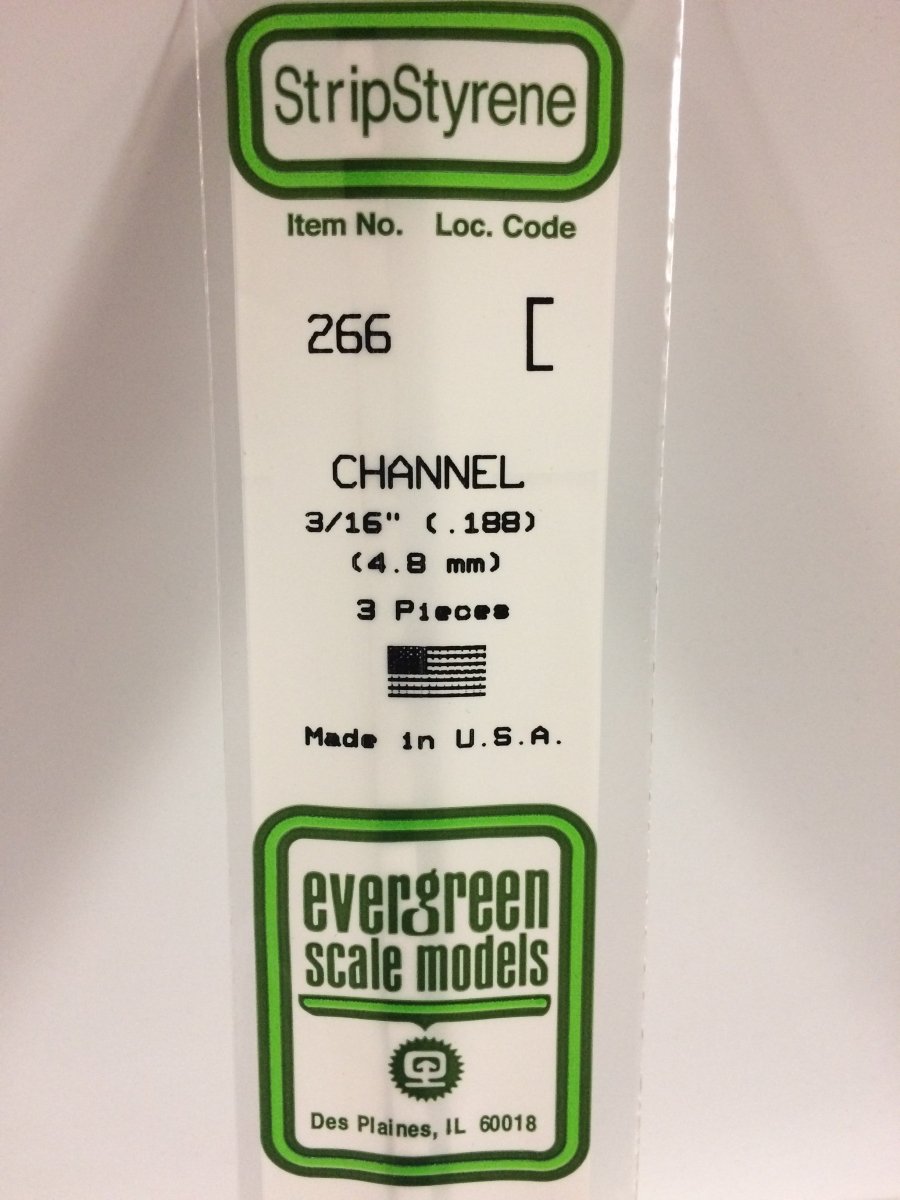 StripStyrene
Item No. Loc. Code
266
CHANNEL
3/16" (.188)
(4.8 mm)
3 Pieces
Made in U.S.A.
evergreen
scale models
Des Plaines, IL 60018